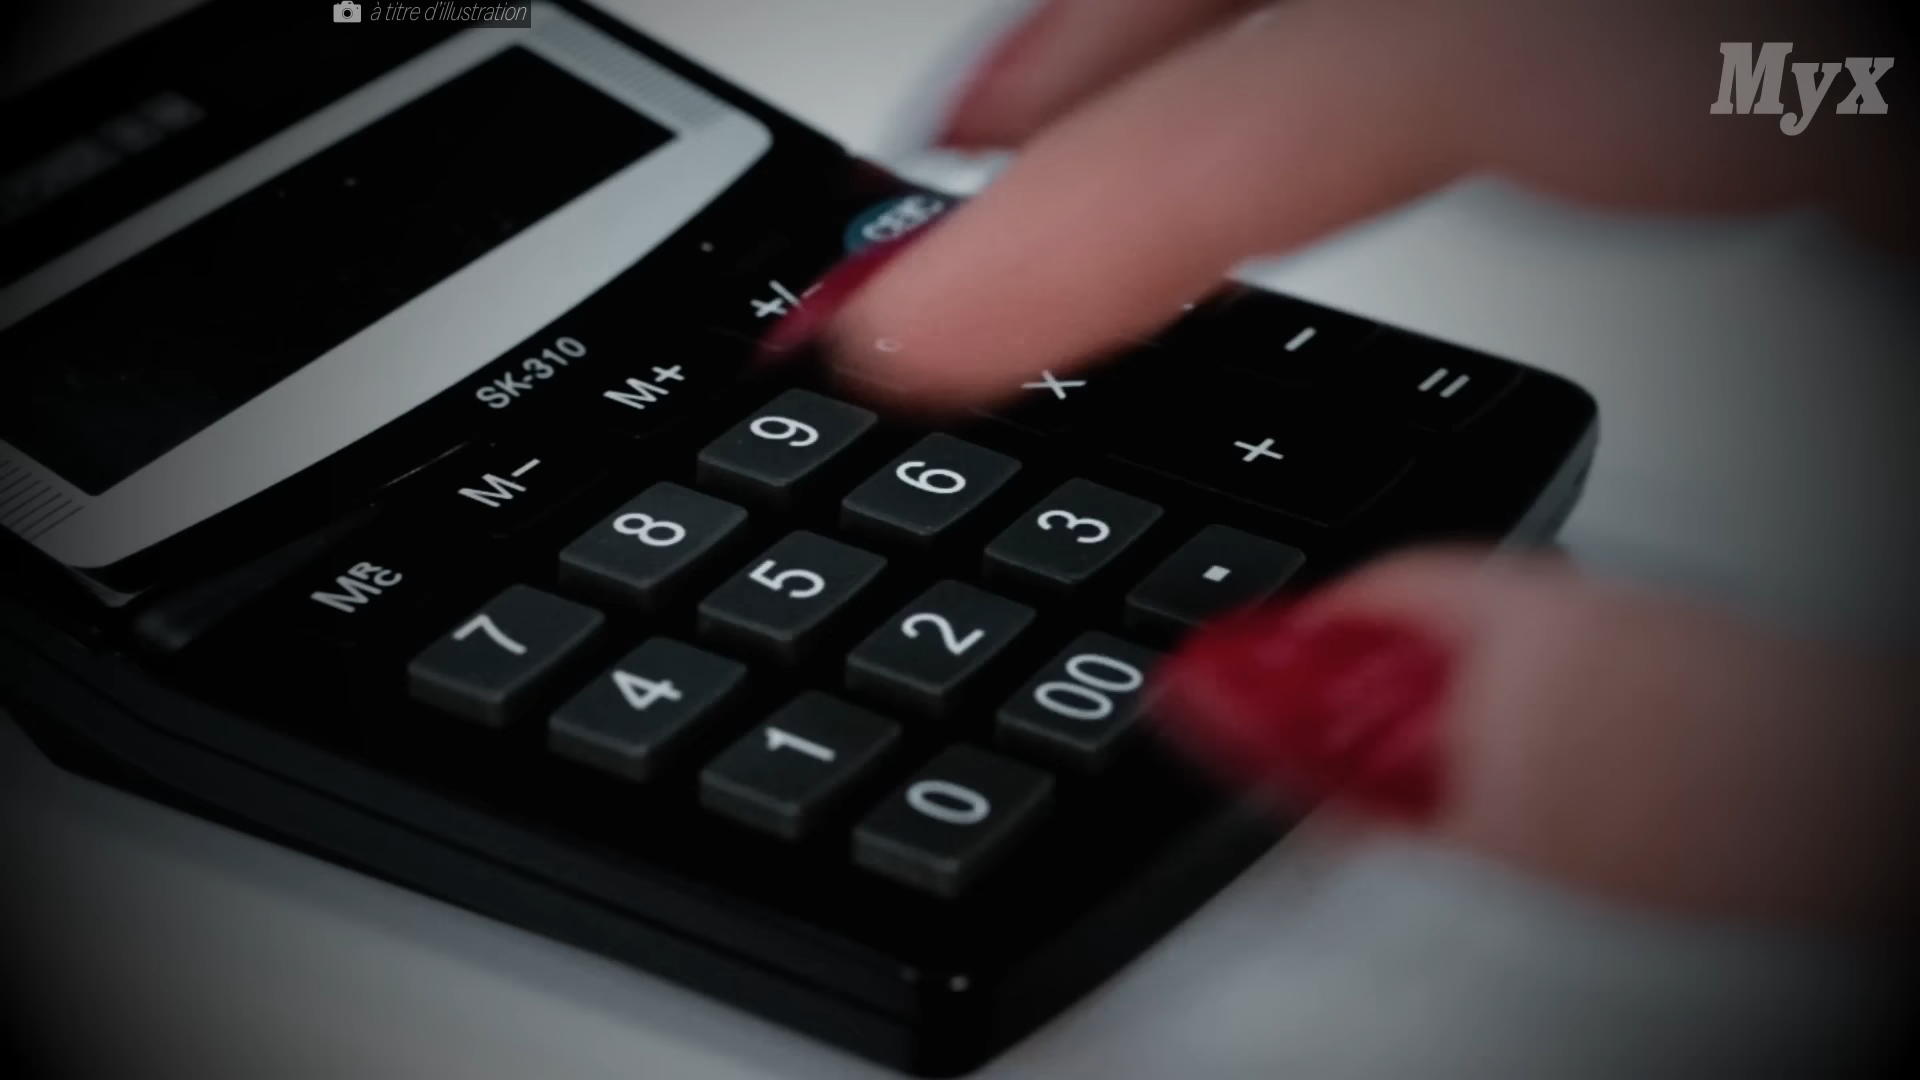 à titre d'illustration
Myx
SK-310
+/-
M+
M-
MRC
9
6
3
.
8
5
2
00
7
4
1
0
×
-
+
=